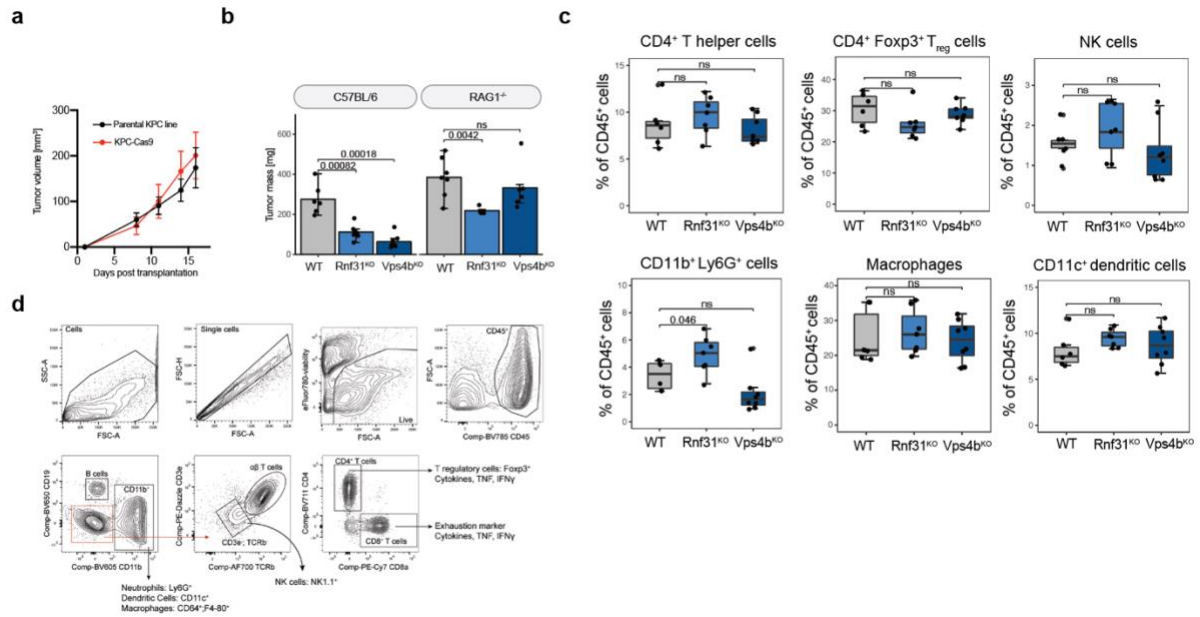 a
Tumor volume [mm³]
300
200
100
0
0 5 10 15
Days post transplantation
Parental KPC line
KPC-Cas9
b
C57BL/6 RAG1⁻/⁻
Tumor mass [mg]
600
400
200
0
0.00018
0.00082
ns
0.0042
WT Rnf31ᴷᴼ Vps4bᴷᴼ WT Rnf31ᴷᴼ Vps4bᴷᴼ
c
CD4⁺ T helper cells
% of CD45⁺ cells
15
10
5
0
ns
ns
WT Rnf31ᴷᴼ Vps4bᴷᴼ
CD4⁺ Foxp3⁺ Treg cells
% of CD45⁺ cells
40
30
20
10
0
ns
ns
WT Rnf31ᴷᴼ Vps4bᴷᴼ
NK cells
% of CD45⁺ cells
3
2
1
0
ns
ns
WT Rnf31ᴷᴼ Vps4bᴷᴼ
CD11b⁺ Ly6G⁺ cells
% of CD45⁺ cells
10
8
6
4
2
0
ns
0.046
WT Rnf31ᴷᴼ Vps4bᴷᴼ
Macrophages
% of CD45⁺ cells
40
30
20
10
0
ns
ns
WT Rnf31ᴷᴼ Vps4bᴷᴼ
CD11c⁺ dendritic cells
% of CD45⁺ cells
15
10
5
0
ns
ns
WT Rnf31ᴷᴼ Vps4bᴷᴼ
d
Cells
SSC-A
FSC-A
Single cells
FSC-H
FSC-A
eFluor780-viability
Live
FSC-A
CD45⁺
FSC-A
Comp-BV785 CD45
B cells
CD11b⁺
Comp-BV650 CD19
Comp-BV605 CD11b
αβ T cells
CD3e⁻; TCRb⁻
Comp-PE-Dazzle CD3e
Comp-AF700 TCRb
CD4⁺ T cells
CD8⁺ T cells
Comp-BV711 CD4
Comp-PE-Cy7 CD8a
T regulatory cells: Foxp3⁺
Cytokines, TNF, IFNγ
Exhaustion marker
Cytokines, TNF, IFNγ
NK cells: NK1.1⁺
Neutrophils: Ly6G⁺
Dendritic Cells: CD11c⁺
Macrophages: CD64⁺;F4-80⁺